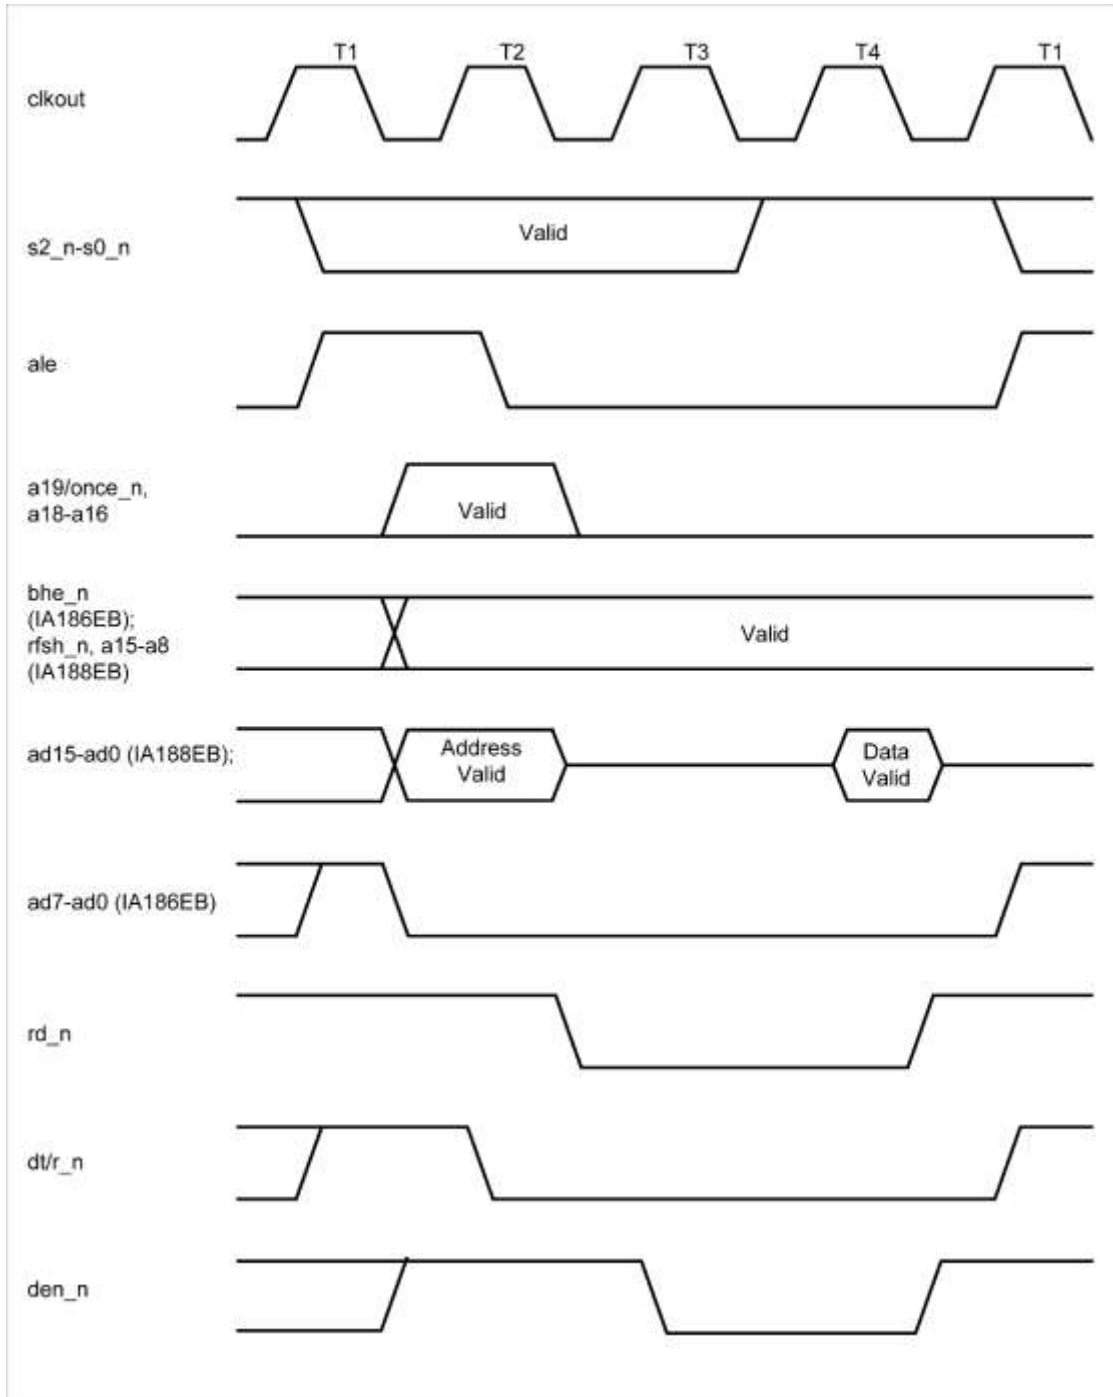 T1 T2 T3 T4 T1
clkout
s2_n-s0_n
Valid
ale
a19/once_n,
a18-a16
Valid
bhe_n
(IA186EB);
rfsh_n, a15-a8
(IA188EB)
Valid
ad15-ad0 (IA188EB);
Address
Valid
Data
Valid
ad7-ad0 (IA186EB)
rd_n
dt/r_n
den_n